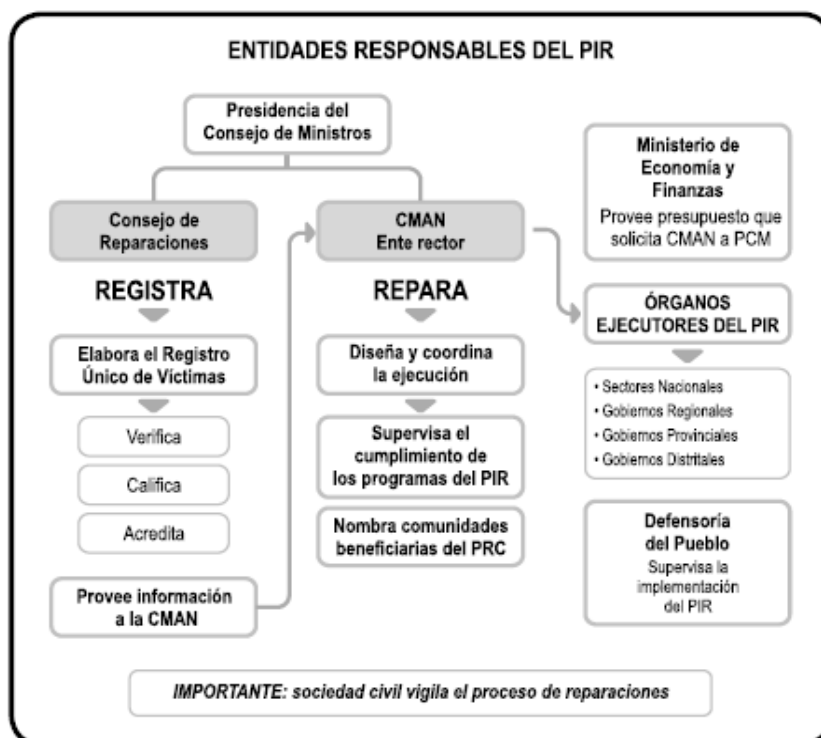 ENTIDADES RESPONSABLES DEL PIR
Presidencia del
Consejo de Ministros
Consejo de
Reparaciones
REGISTRA
Elabora el Registro
Único de Víctimas
Verifica
Califica
Acredita
Provee información
a la CMAN
CMAN
Ente rector
REPARA
Diseña y coordina
la ejecución
Supervisa el
cumplimiento de
los programas del PIR
Nombra comunidades
beneficiarias del PRC
Ministerio de
Economía y
Finanzas
Provee presupuesto que
solicita CMAN a PCM
ÓRGANOS
EJECUTORES DEL PIR
• Sectores Nacionales
• Gobiernos Regionales
• Gobiernos Provinciales
• Gobiernos Distritales
Defensoría
del Pueblo
Supervisa la
implementación
del PIR
IMPORTANTE: sociedad civil vigila el proceso de reparaciones